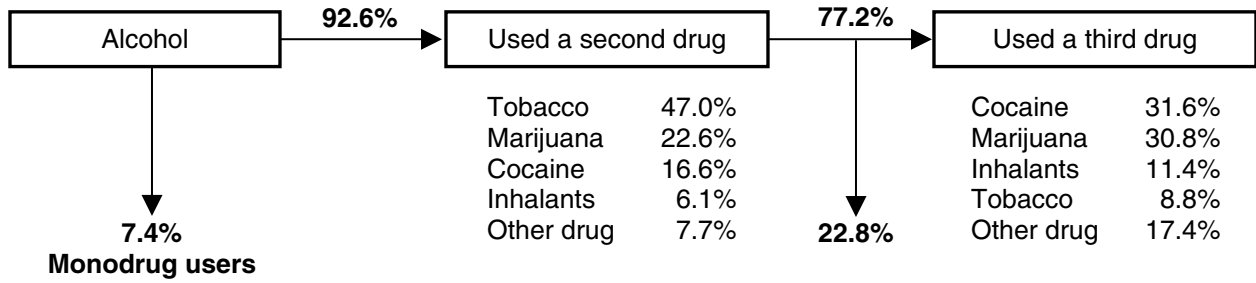 92.6% 77.2%
Alcohol Used a second drug Used a third drug
Tobacco 47.0% Cocaine 31.6%
Marijuana 22.6% Marijuana 30.8%
Cocaine 16.6% Inhalants 11.4%
Inhalants 6.1% Tobacco 8.8%
7.4% Other drug 7.7% 22.8% Other drug 17.4%
Monodrug users